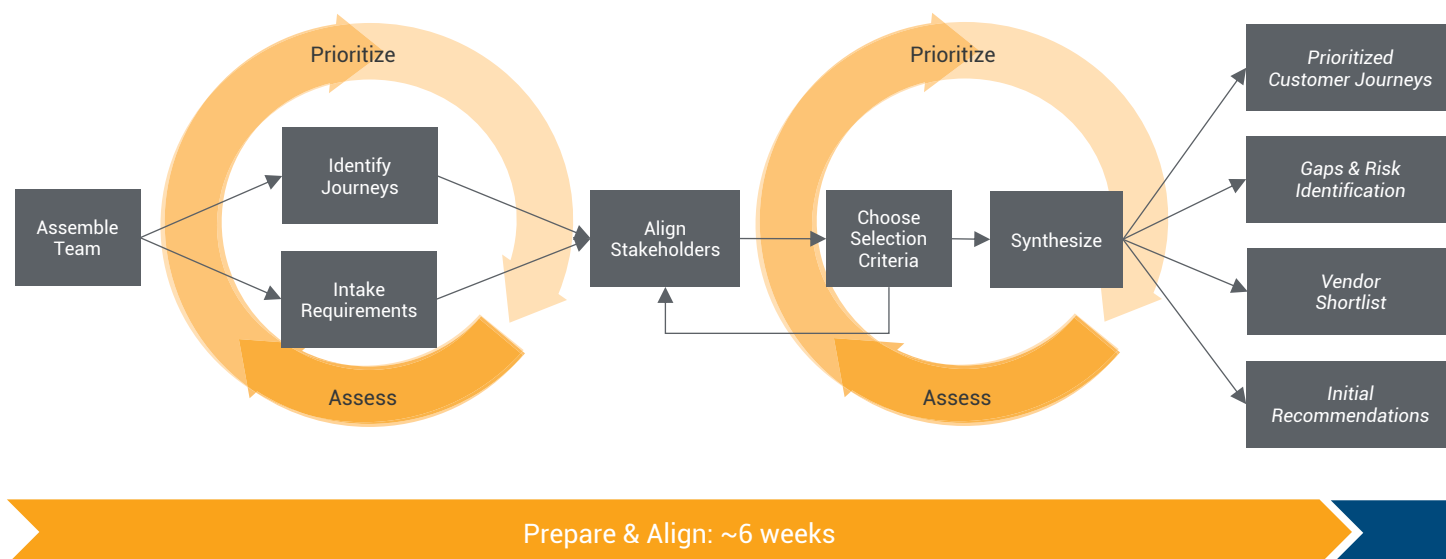 Prioritize
Identify
Journeys
Assemble
Team
Intake
Requirements
Assess
Align
Stakeholders
Prioritize
Choose
Selection
Criteria
Synthesize
Assess
Prioritized
Customer Journeys
Gaps & Risk
Identification
Vendor
Shortlist
Initial
Recommendations
Prepare & Align: ~6 weeks